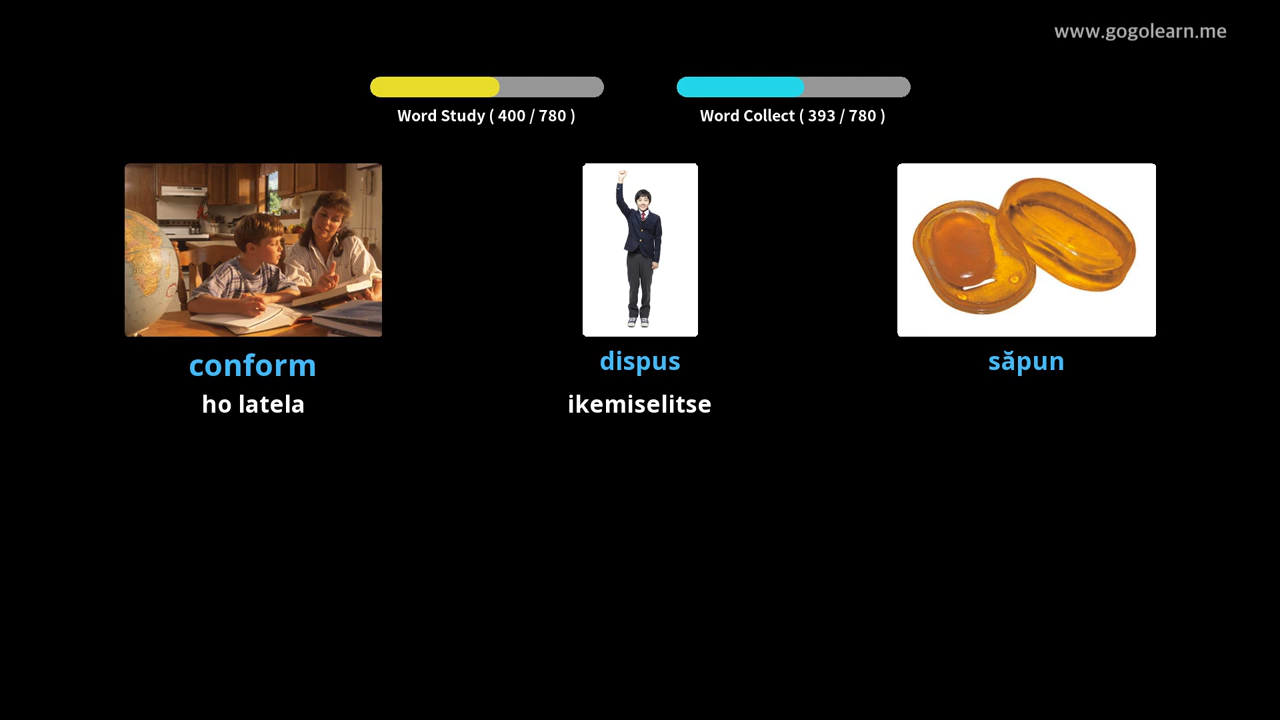 www.gogolearn.me
Word Study ( 400 / 780 )
Word Collect ( 393 / 780 )
conform
dispus
săpun
ho latela
ikemiselitse